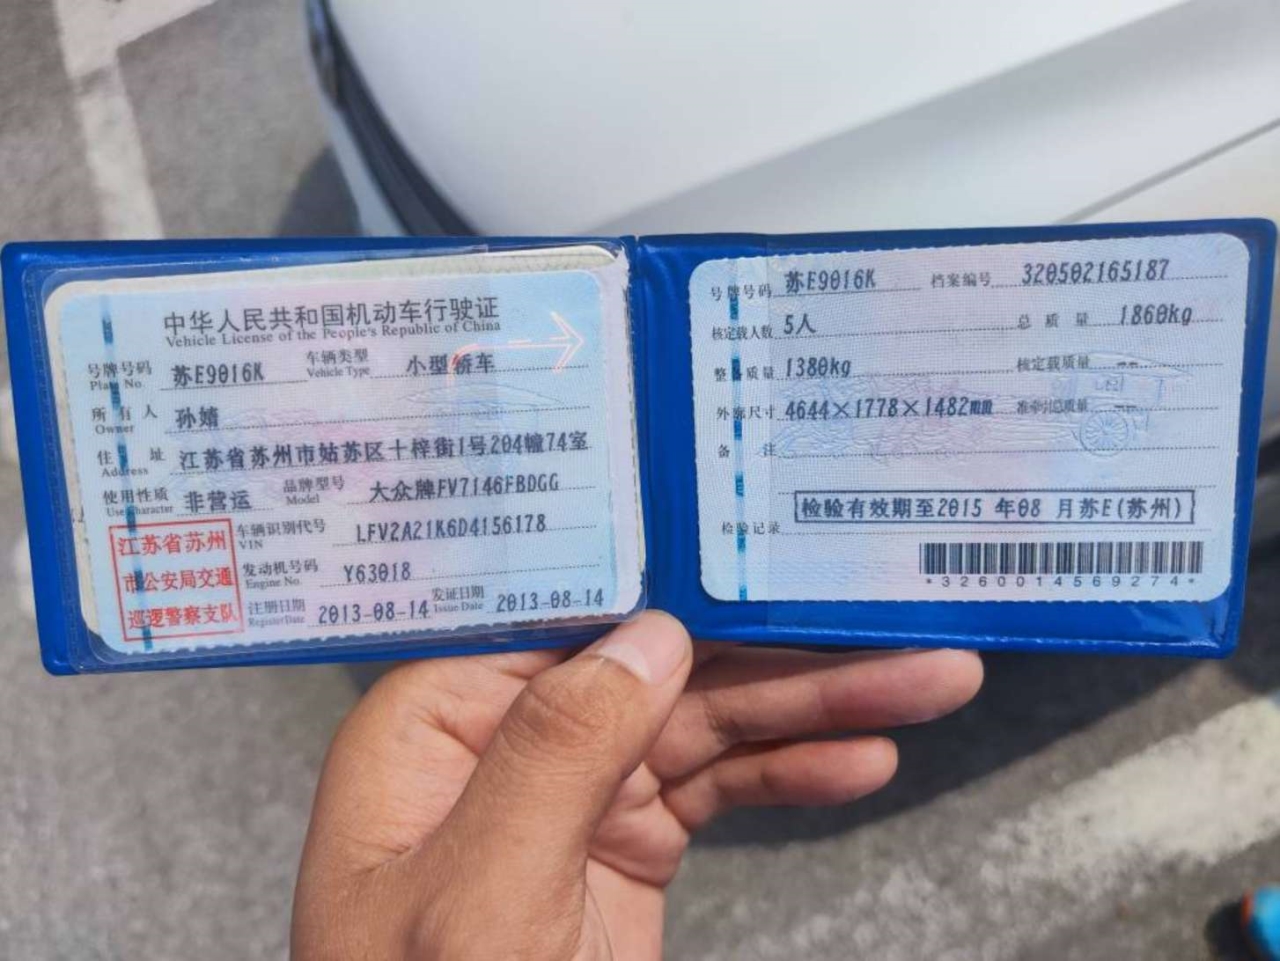 中华人民共和国机动车行驶证
Vehicle License of the People's Republic of China
号牌号码 苏E9016K 车辆类型 小型轿车
Plate No. Vehicle Type
所有人 孙婧
Owner
住址 江苏省苏州市姑苏区十梓街1号204幢74室
Address
使用性质 非营运 品牌型号 大众牌FV7146FBDGG
Use Character Model
车辆识别代号 LFV2A21K6D4156178
VIN
发动机号码 Y63018
Engine No.
注册日期 2013-08-14 发证日期 2013-08-14
Register Date Issue Date
江苏省苏州
市公安局交通
巡逻警察支队
号牌号码 苏E9016K 档案编号 320502165187
核定载人数 5人 总质量 1860kg
整备质量 1380kg 核定载质量 --
外廓尺寸 4644×1778×1482mm 准牵引总质量 --
备注
检验有效期至2015 年08 月苏E(苏州)
检验记录
*3260014569274*